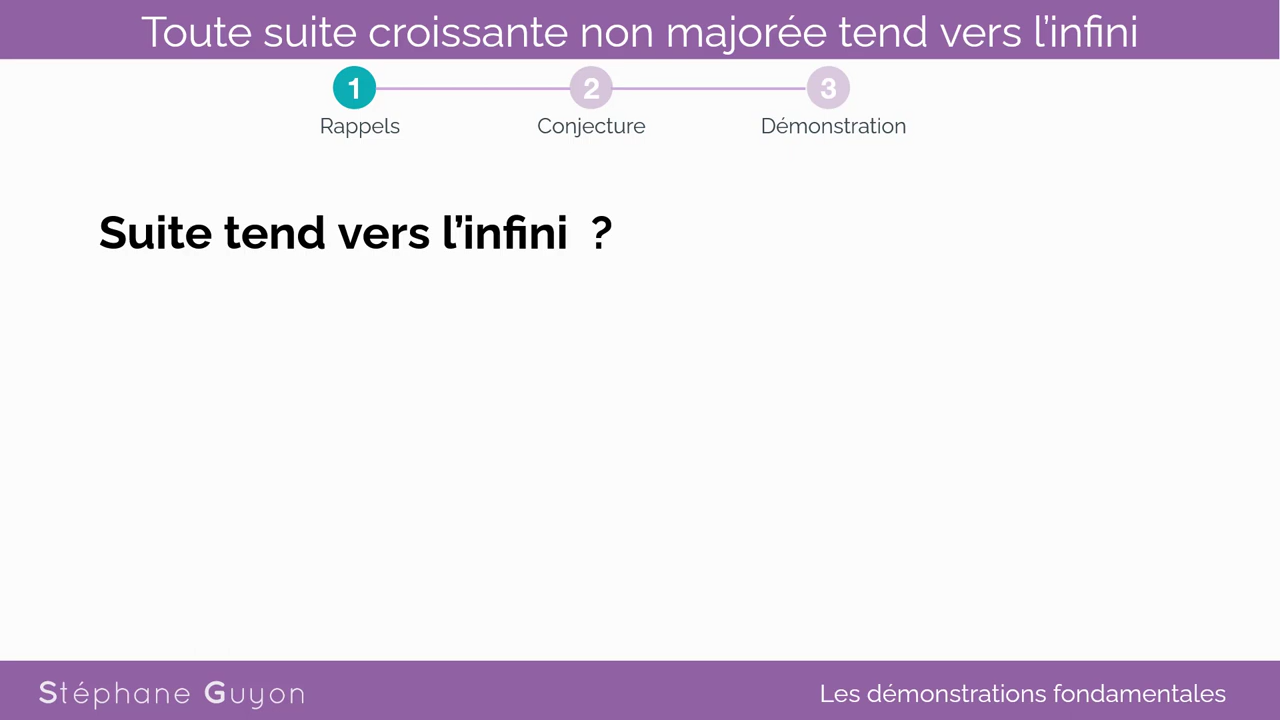 Toute suite croissante non majorée tend vers l'infini
1 2 3
Rappels Conjecture Démonstration
Suite tend vers l'infini ?
Stéphane Guyon Les démonstrations fondamentales